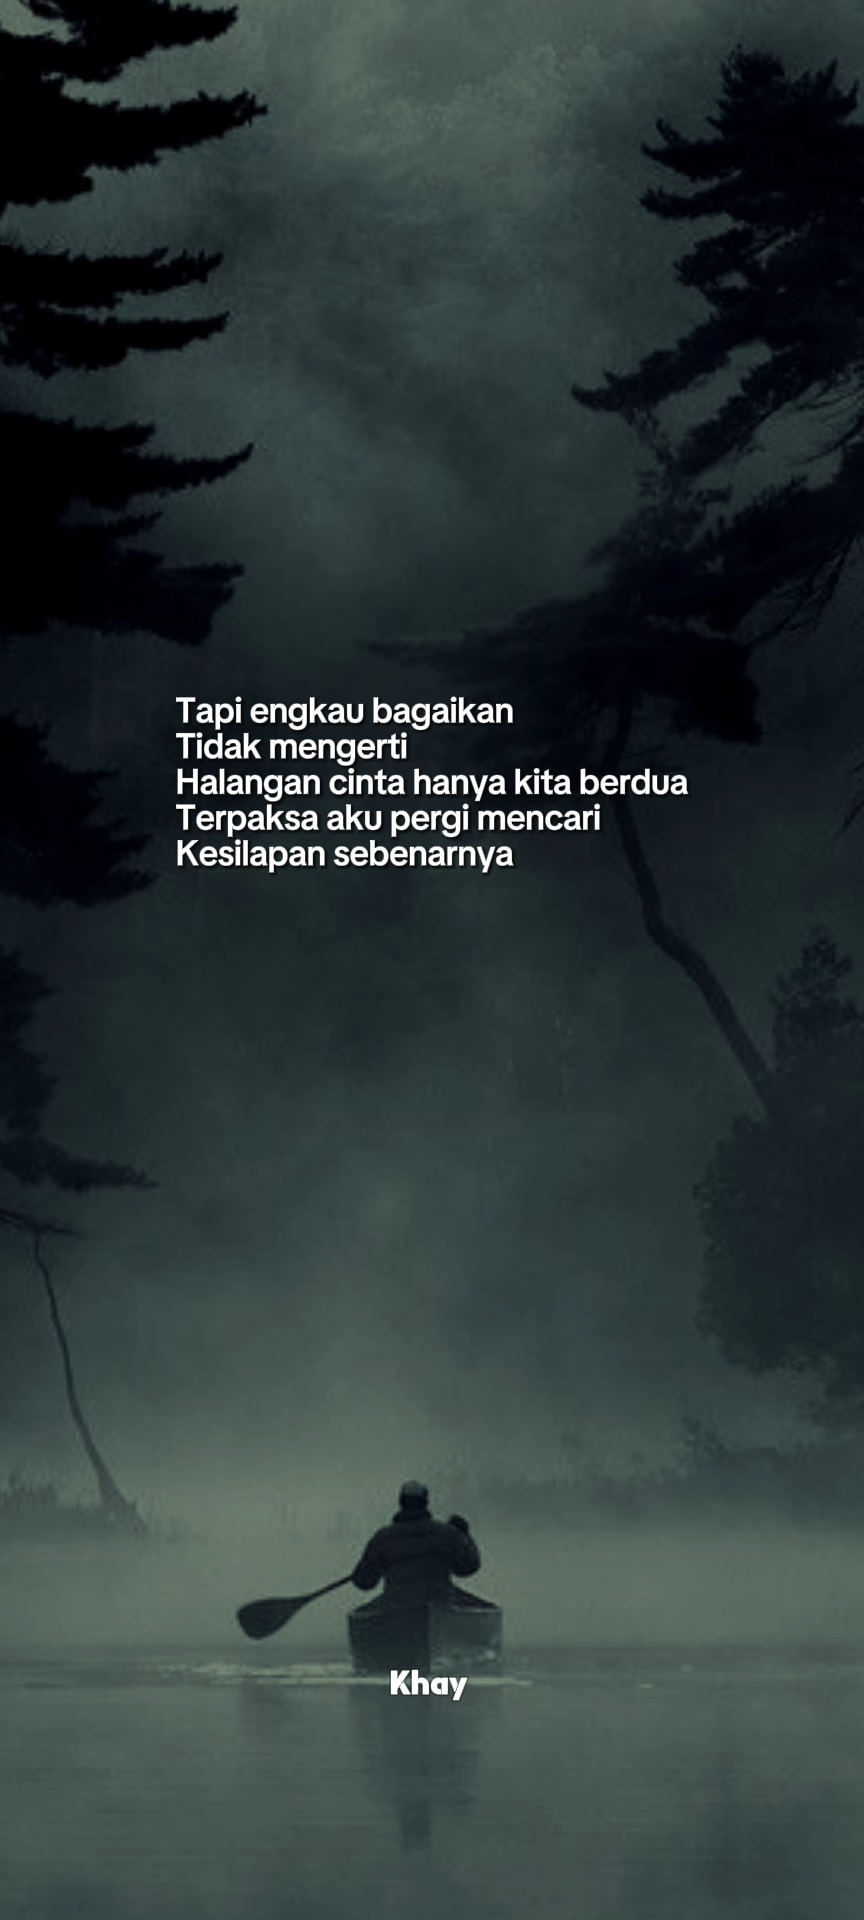 Tapi engkau bagaikan
Tidak mengerti
Halangan cinta hanya kita berdua
Terpaksa aku pergi mencari
Kesilapan sebenarnya
Khay